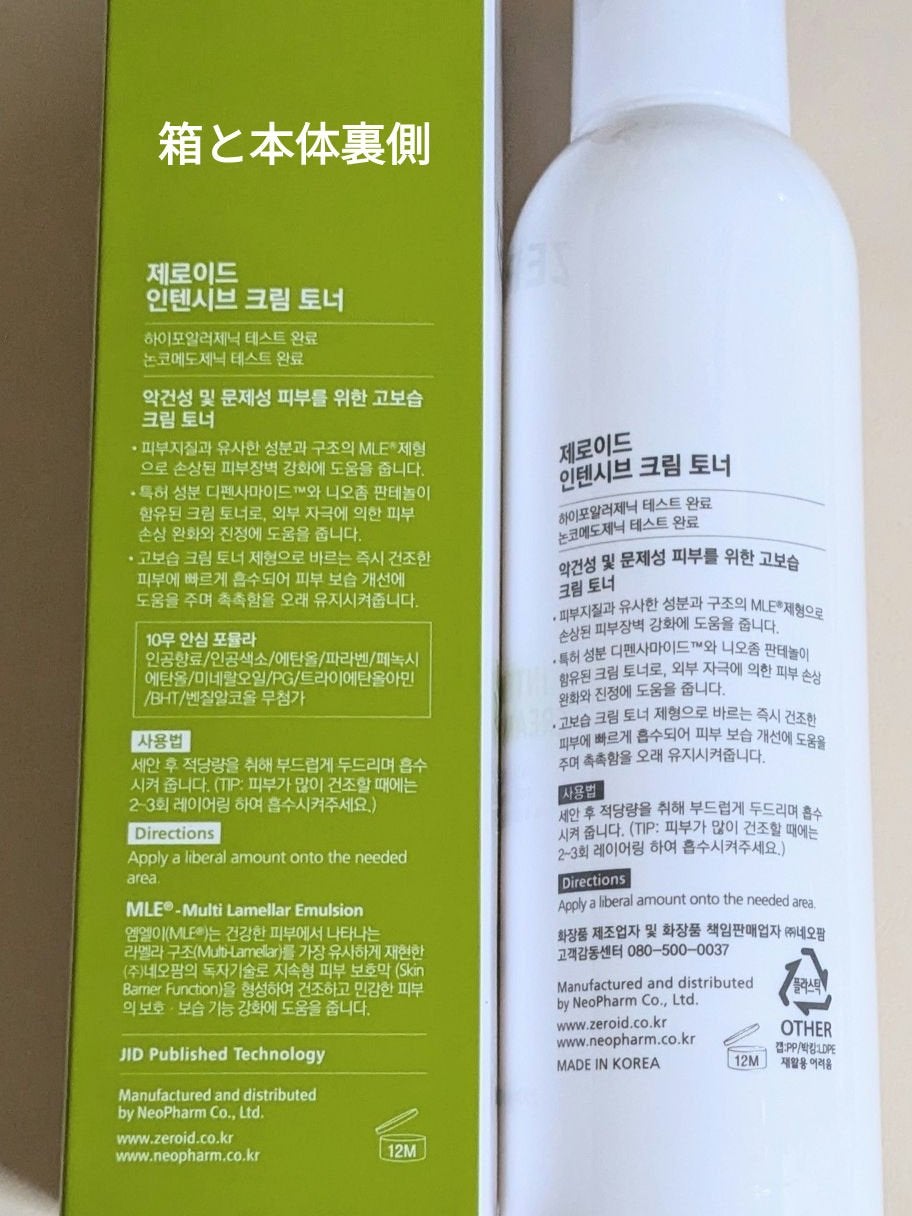 箱と本体裏側
제로이드
인텐시브 크림 토너
하이포알러제닉 테스트 완료
논코메도제닉 테스트 완료
악건성 및 문제성 피부를 위한 고보습
크림 토너
• 피부지질과 유사한 성분과 구조의 MLE®제형
으로 손상된 피부장벽 강화에 도움을 줍니다.
• 특허 성분 디펜사마이드™와 니오좀 판테놀이
함유된 크림 토너로, 외부 자극에 의한 피부
손상 완화와 진정에 도움을 줍니다.
• 고보습 크림 토너 제형으로 바르는 즉시 건조한
피부에 빠르게 흡수되어 피부 보습 개선에
도움을 주며 촉촉함을 오래 유지시켜줍니다.
10무 안심 포뮬라
인공향료/인공색소/에탄올/파라벤/페녹시
에탄올/미네랄오일/PG/트라이에탄올아민
/BHT/벤질알코올 무첨가
사용법
세안 후 적당량을 취해 부드럽게 두드리며 흡수
시켜 줍니다. (TIP: 피부가 많이 건조할 때에는
2~3회 레이어링 하여 흡수시켜주세요.)
Directions
Apply a liberal amount onto the needed
area.
MLE® - Multi Lamellar Emulsion
엠엘이(MLE®)는 건강한 피부에서 나타나는
라멜라 구조(Multi-Lamellar)를 가장 유사하게 재현한
(주)네오팜의 독자기술로 지속형 피부 보호막 (Skin
Barrier Function)을 형성하여 건조하고 민감한 피부
의 보호 · 보습 기능 강화에 도움을 줍니다.
JID Published Technology
Manufactured and distributed
by NeoPharm Co., Ltd.
www.zeroid.co.kr
www.neopharm.co.kr
12M
제로이드
인텐시브 크림 토너
하이포알러제닉 테스트 완료
논코메도제닉 테스트 완료
악건성 및 문제성 피부를 위한 고보습
크림 토너
• 피부지질과 유사한 성분과 구조의 MLE®제형으로
손상된 피부장벽 강화에 도움을 줍니다.
• 특허 성분 디펜사마이드™와 니오좀 판테놀이
함유된 크림 토너로, 외부 자극에 의한 피부 손상
완화와 진정에 도움을 줍니다.
• 고보습 크림 토너 제형으로 바르는 즉시 건조한
피부에 빠르게 흡수되어 피부 보습 개선에 도움을
주며 촉촉함을 오래 유지시켜줍니다.
사용법
세안 후 적당량을 취해 부드럽게 두드리며 흡수
시켜 줍니다. (TIP: 피부가 많이 건조할 때에는
2~3회 레이어링 하여 흡수시켜주세요.)
Directions
Apply a liberal amount onto the needed area.
화장품 제조업자 및 화장품 책임판매업자 ㈜네오팜
고객감동센터 080-500-0037
Manufactured and distributed
by NeoPharm Co., Ltd.
www.zeroid.co.kr
www.neopharm.co.kr
MADE IN KOREA
12M
플라스틱
OTHER
캡:PP/박킹:LDPE
재활용 어려움